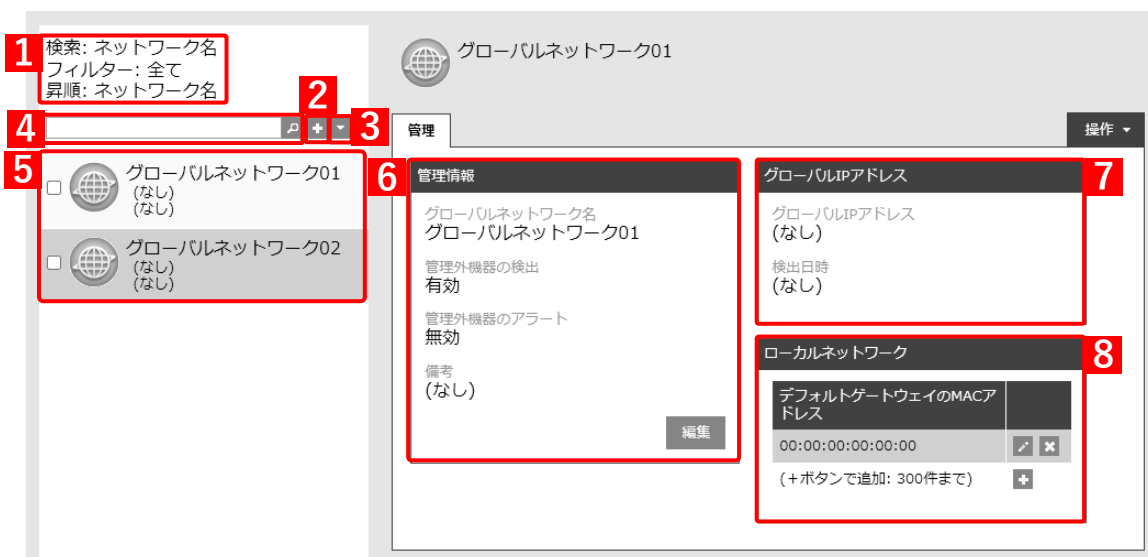 1
検索: ネットワーク名
フィルター: 全て
昇順: ネットワーク名
2
3
4
5
グローバルネットワーク01
(なし)
(なし)
グローバルネットワーク02
(なし)
(なし)
グローバルネットワーク01
管理
操作
6
管理情報
グローバルネットワーク名
グローバルネットワーク01
管理外機器の検出
有効
管理外機器のアラート
無効
備考
(なし)
編集
7
グローバルIPアドレス
グローバルIPアドレス
(なし)
検出日時
(なし)
8
ローカルネットワーク
デフォルトゲートウェイのMACア
ドレス
00:00:00:00:00:00
(+ボタンで追加: 300件まで)